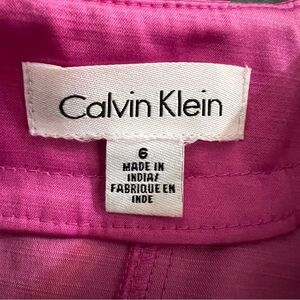 Calvin Klein
6
MADE IN
INDIA/
FABRIQUE EN
INDE